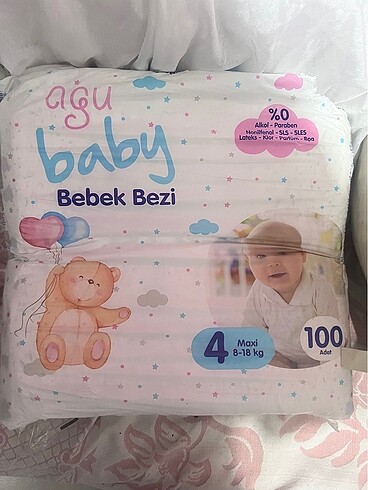 agu
baby
Bebek Bezi
%0
Alkol - Paraben
Nonilfenol - SLS - SLES
Lateks - Klor - Parfüm - Boa
4
Maxi
8-18 kg
100
Adet